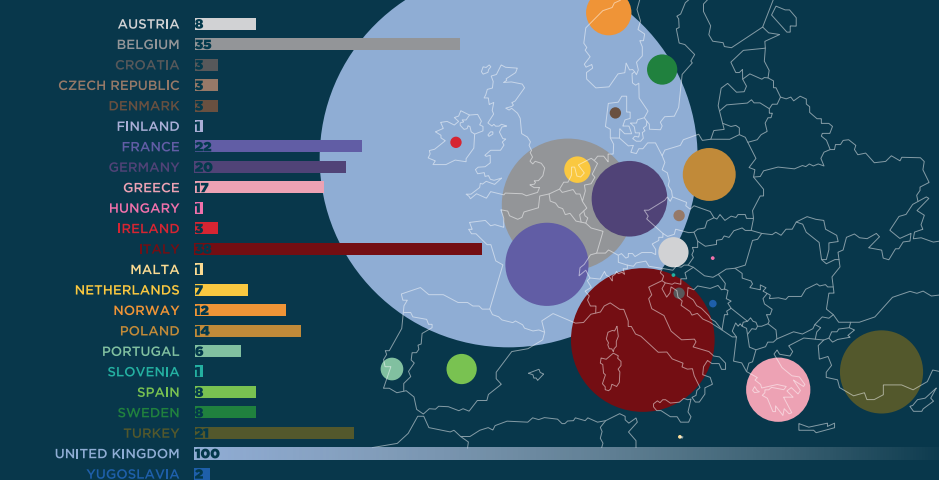 AUSTRIA 8
BELGIUM 35
CROATIA 3
CZECH REPUBLIC 3
DENMARK 3
FINLAND 1
FRANCE 22
GERMANY 20
GREECE 17
HUNGARY 1
IRELAND 3
ITALY
MALTA 1
NETHERLANDS 7
NORWAY 12
POLAND 14
PORTUGAL 6
SLOVENIA 1
SPAIN 8
SWEDEN 8
TURKEY 21
UNITED KINGDOM 100
YUGOSLAVIA 2